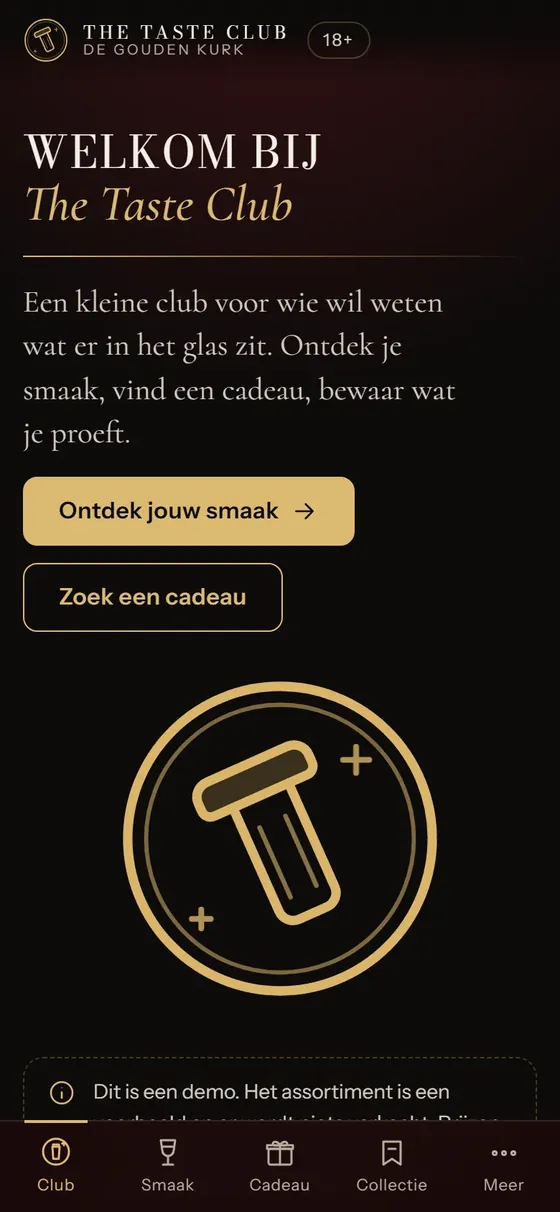 THE TASTE CLUB
DE GOUDEN KURK
18+
WELKOM BIJ
The Taste Club
Een kleine club voor wie wil weten
wat er in het glas zit. Ontdek je
smaak, vind een cadeau, bewaar wat
je proeft.
Ontdek jouw smaak →
Zoek een cadeau
Dit is een demo. Het assortiment is een
Club
Smaak
Cadeau
Collectie
Meer